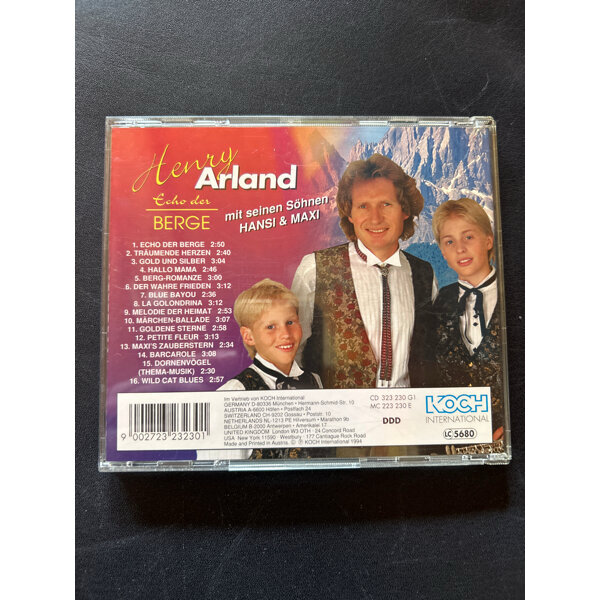 Henry
Arland
Echo der
BERGE
mit seinen Söhnen
HANSI & MAXI
1. ECHO DER BERGE 2:50
2. TRÄUMENDE HERZEN 2:40
3. GOLD UND SILBER 3:04
4. HALLO MAMA 2:46
5. BERG-ROMANZE 3:00
6. DER WAHRE FRIEDEN 3:12
7. BLUE BAYOU 2:36
8. LA GOLONDRINA 3:12
9. MELODIE DER HEIMAT 2:53
10. MÄRCHEN-BALLADE 3:07
11. GOLDENE STERNE 2:58
12. PETITE FLEUR 3:13
13. MAXI'S ZAUBERSTERN 2:34
14. BARCAROLE 3:08
15. DORNENVÖGEL
(THEMA-MUSIK) 2:30
16. WILD CAT BLUES 2:57
9 002723 232301
Im Vertrieb von KOCH International
GERMANY D-80336 München • Hermann-Schmid-Str. 10
AUSTRIA A-6600 Höfen • Postfach 24
SWITZERLAND CH-9202 Gossau • Poststr. 10
NETHERLANDS NL-1213 PE Hilversum • Marathon 9b
BELGIUM B-2000 Antwerpen • Amerikalei 17
UNITED KINGDOM London W3 OTH • 24 Concord Road
USA New York 11590 • Westbury • 177 Cantiague Rock Road
Made and Printed in Austria. © ℗ KOCH International 1994
CD 323 230 G1
MC 223 230 E
DDD
KOCH
INTERNATIONAL
LC 5680